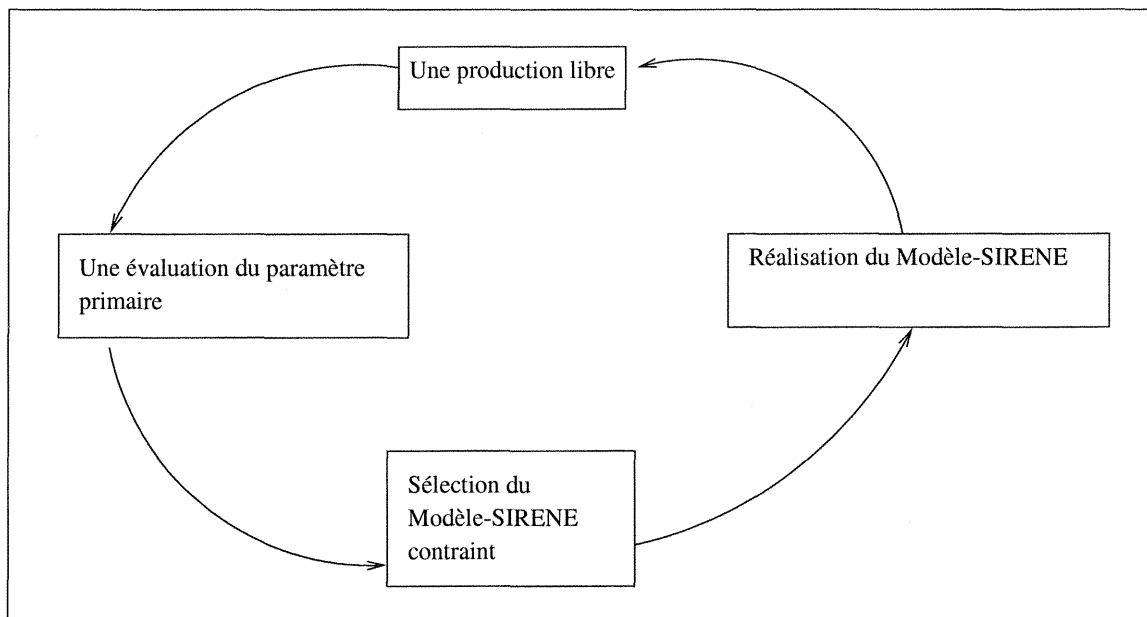 Une production libre
Une évaluation du paramètre
primaire
Réalisation du Modèle-SIRENE
Sélection du
Modèle-SIRENE
contraint